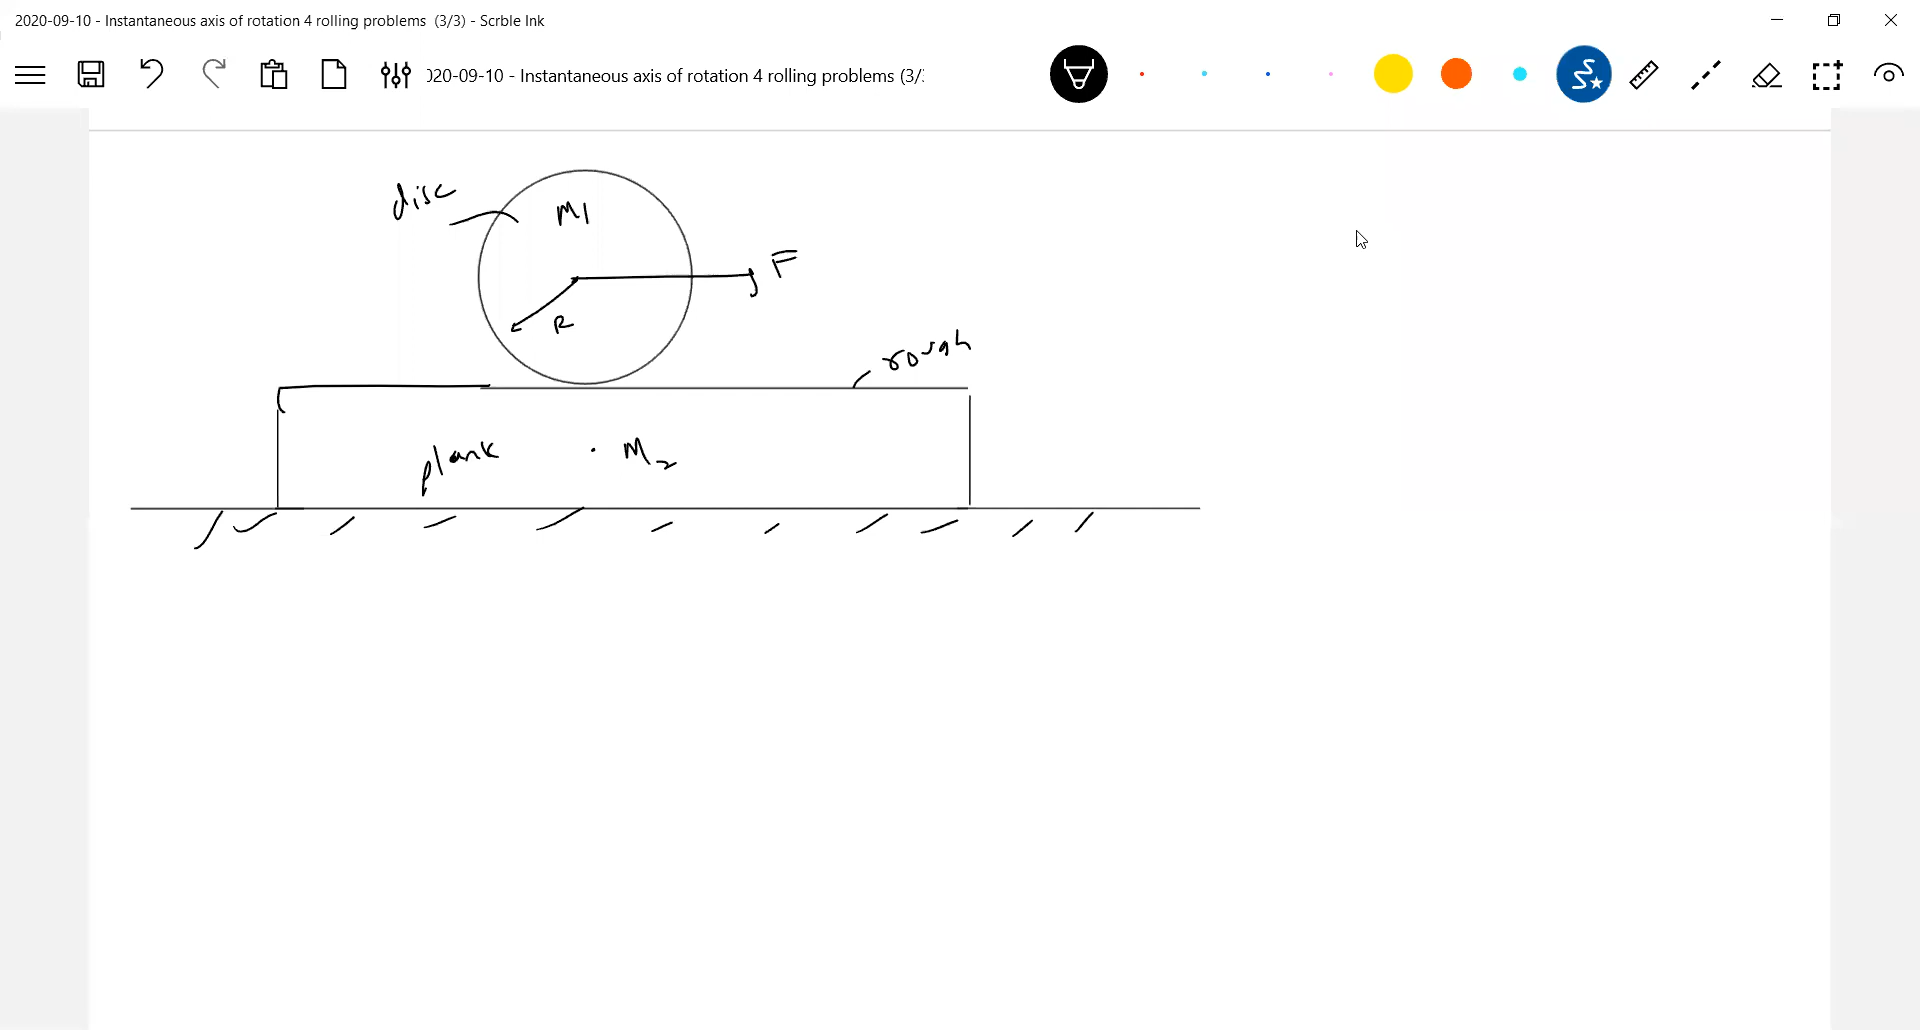 2020-09-10 - Instantaneous axis of rotation 4 rolling problems (3/3) - Scrble Ink
020-09-10 - Instantaneous axis of rotation 4 rolling problems (3/3
disc
M1
F
R
rough
plank
M2